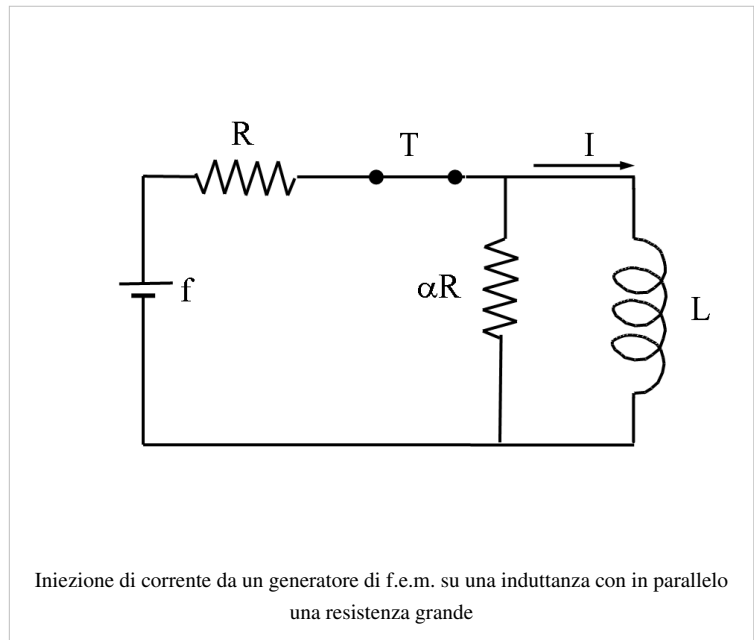 R
T
I
f
αR
L
Iniezione di corrente da un generatore di f.e.m. su una induttanza con in parallelo
una resistenza grande